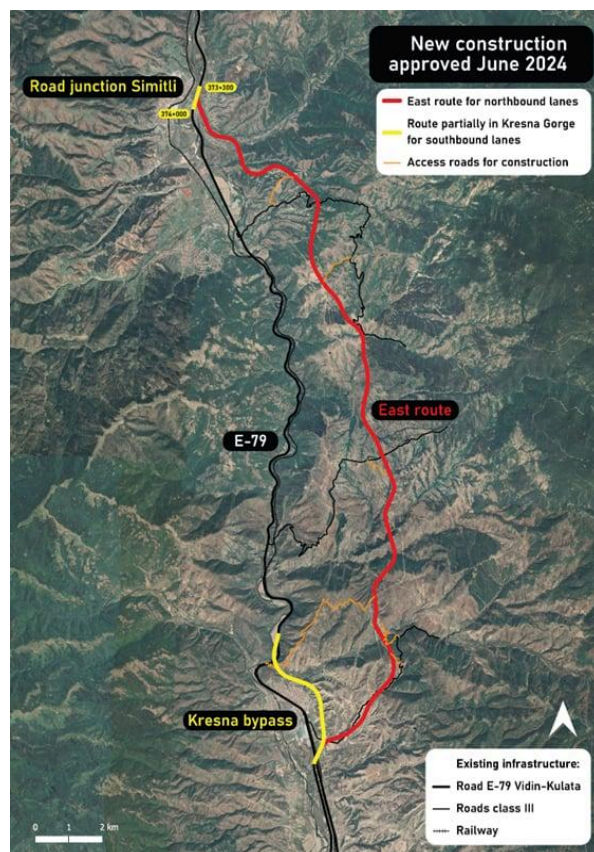 New construction
approved June 2024
East route for northbound lanes
Route partially in Kresna Gorge
for southbound lanes
Access roads for construction
Road junction Simitli
373+300
376+000
East route
E-79
Kresna bypass
Existing infrastructure:
Road E-79 Vidin-Kulata
Roads class III
Railway
0 1 2 km